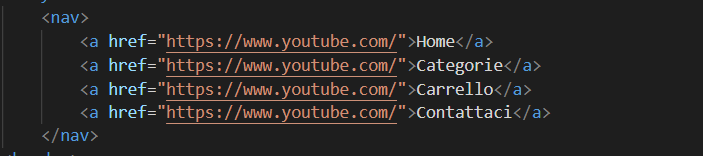 <nav>
<a href="https://www.youtube.com/">Home</a>
<a href="https://www.youtube.com/">Categorie</a>
<a href="https://www.youtube.com/">Carrello</a>
<a href="https://www.youtube.com/">Contattaci</a>
</nav>